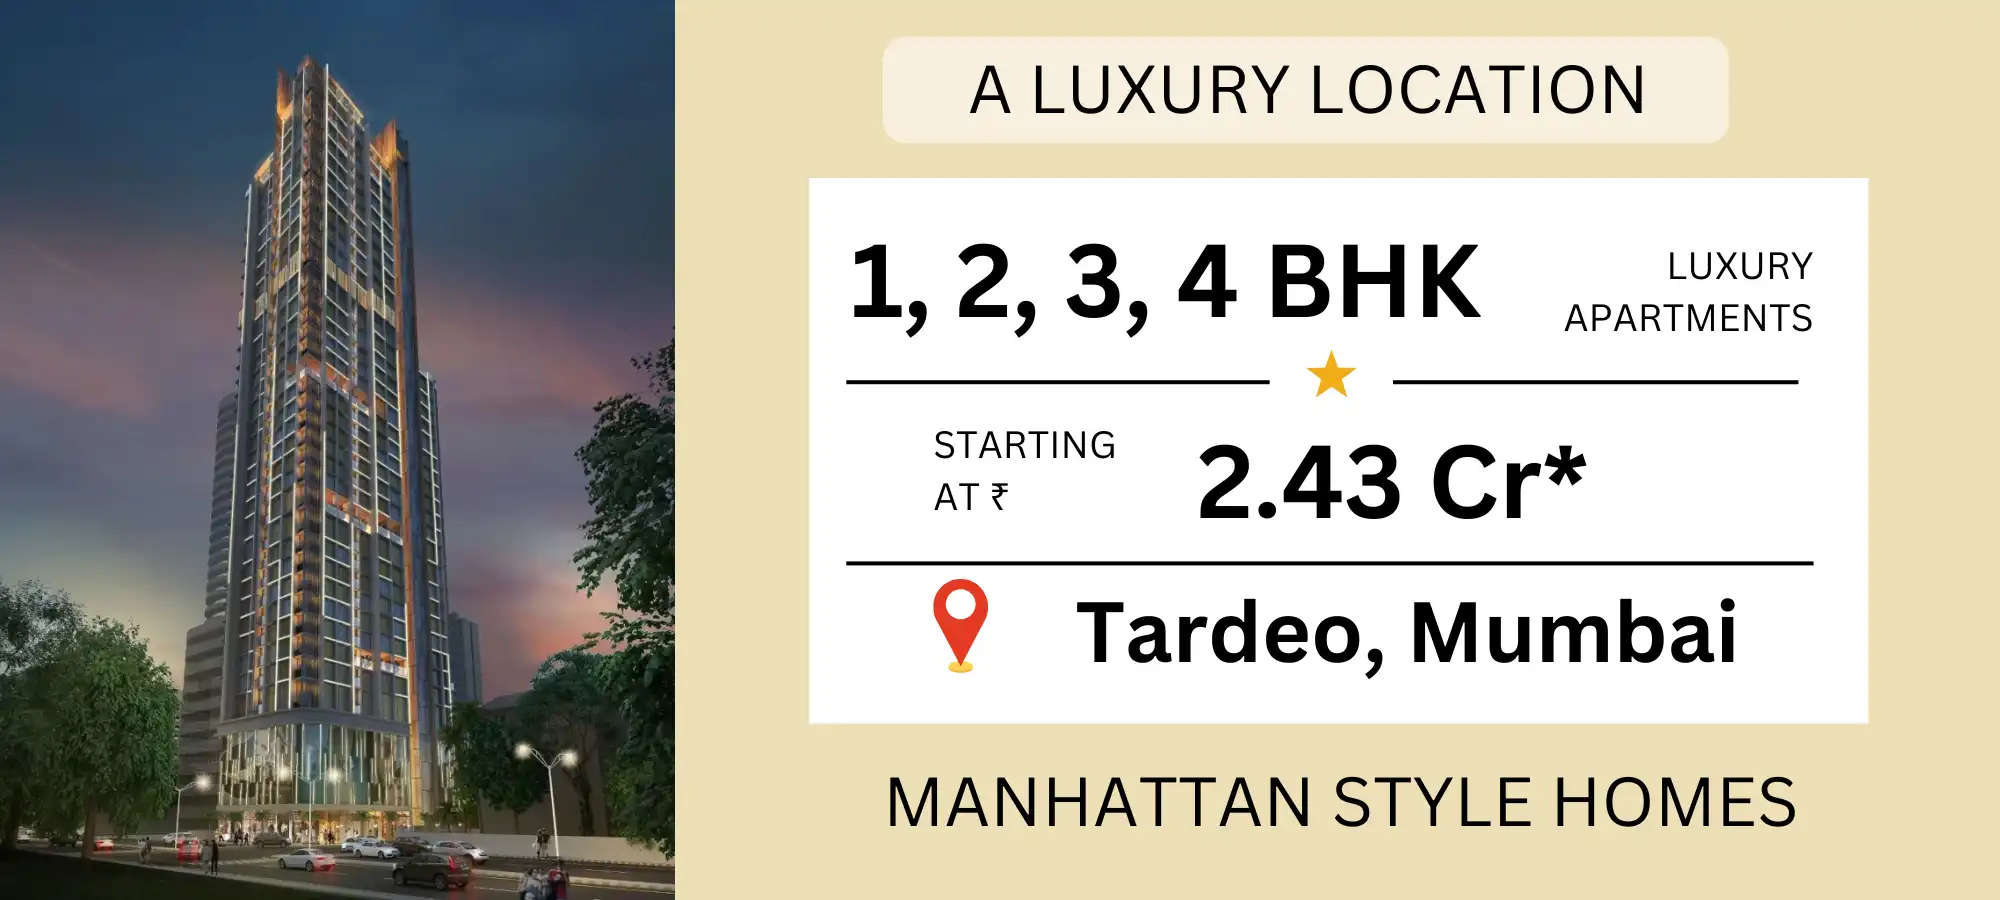 A LUXURY LOCATION
1, 2, 3, 4 BHK
LUXURY
APARTMENTS
STARTING
AT ₹
2.43 Cr*
Tardeo, Mumbai
MANHATTAN STYLE HOMES